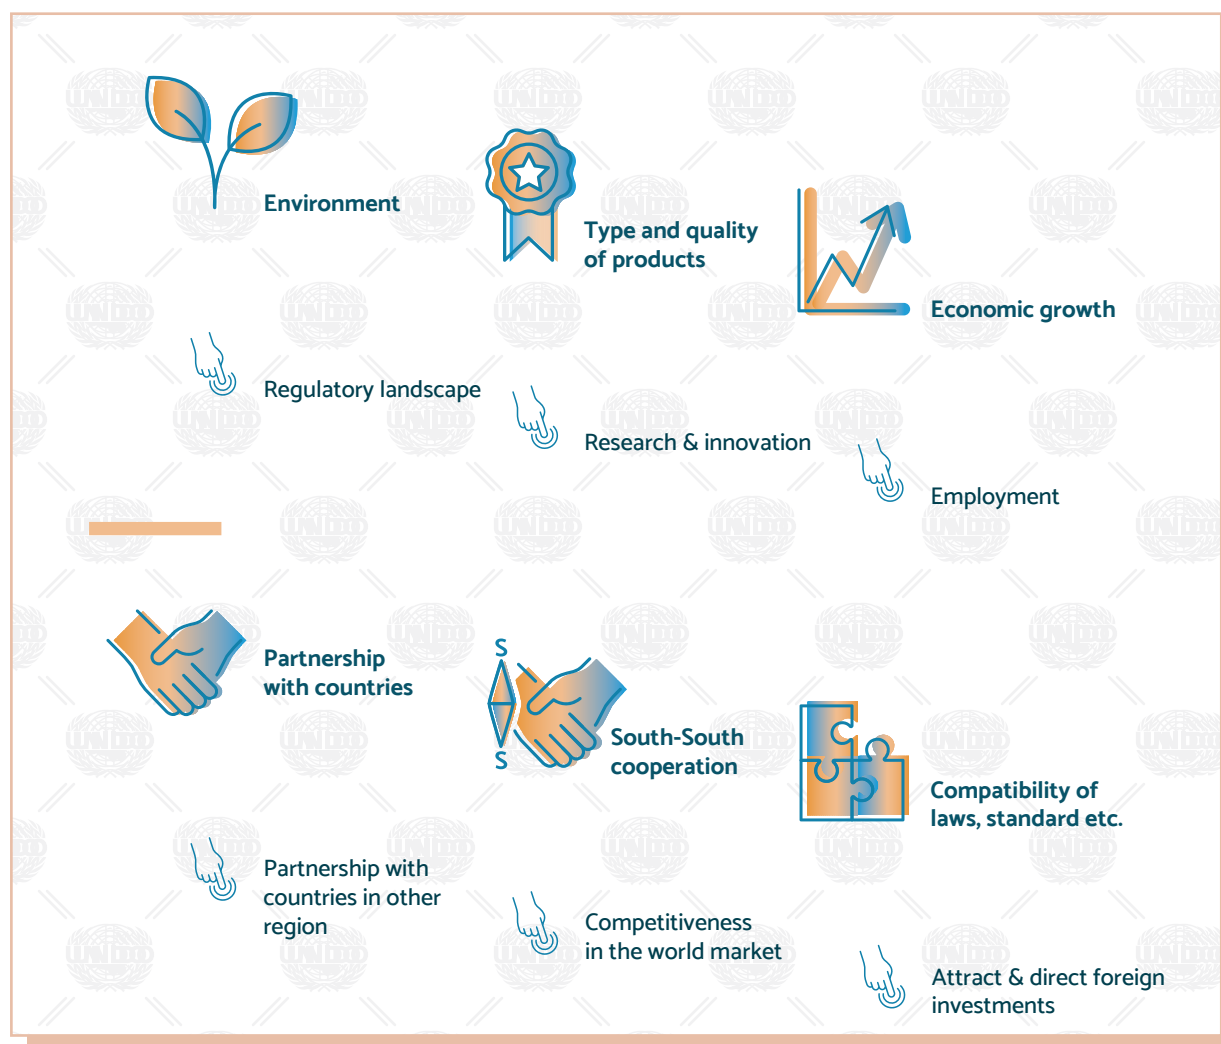 Environment
Type and quality
of products
Economic growth
Regulatory landscape
Research & innovation
Employment
Partnership
with countries
S
S
South-South
cooperation
Compatibility of
laws, standard etc.
Partnership with
countries in other
region
Competitiveness
in the world market
Attract & direct foreign
investments